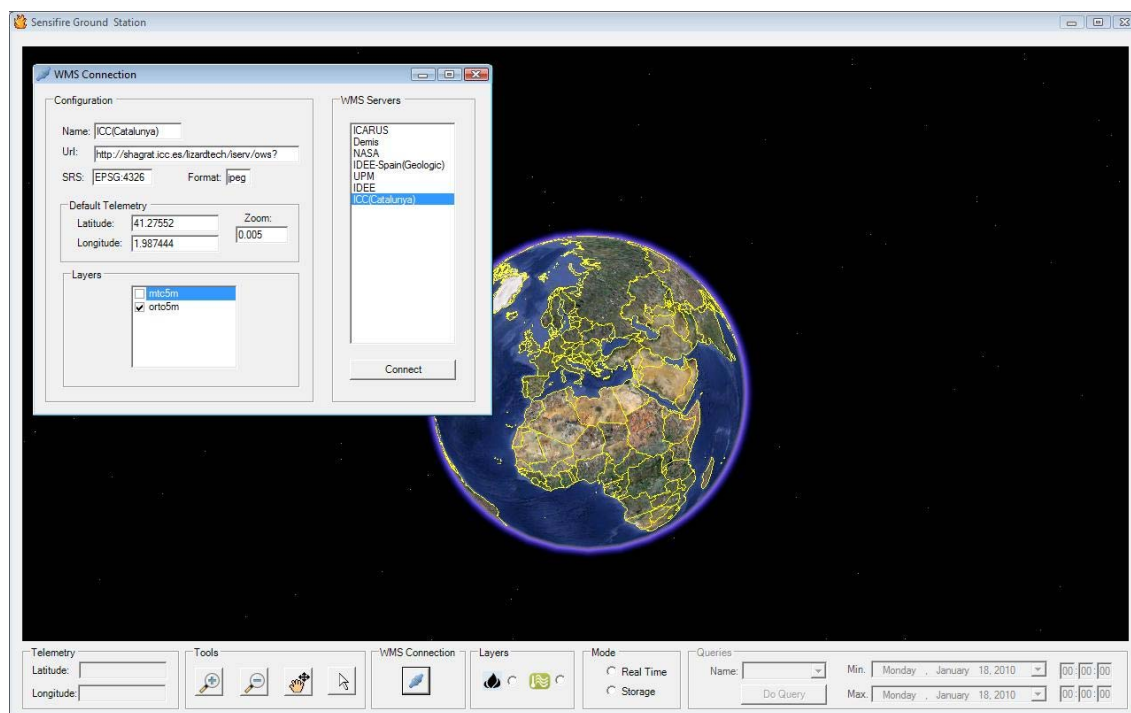 Sensifire Ground Station
WMS Connection
Configuration
Name: ICC(Catalunya)
Url: http://shagrat.icc.es/lizardtech/iserv/ows?
SRS: EPSG:4326 Format: jpeg
Default Telemetry
Latitude: 41.27552
Longitude: 1.987444
Zoom:
0.005
Layers
mtc5m
orto5m
WMS Servers
ICARUS
Demis
NASA
IDEE-Spain(Geologic)
UPM
IDEE
ICC(Catalunya)
Connect
Telemetry
Latitude:
Longitude:
Tools
WMS Connection
Layers
Mode
Real Time
Storage
Queries
Name:
Do Query
Min. Monday , January 18, 2010 00:00:00
Max. Monday , January 18, 2010 00:00:00